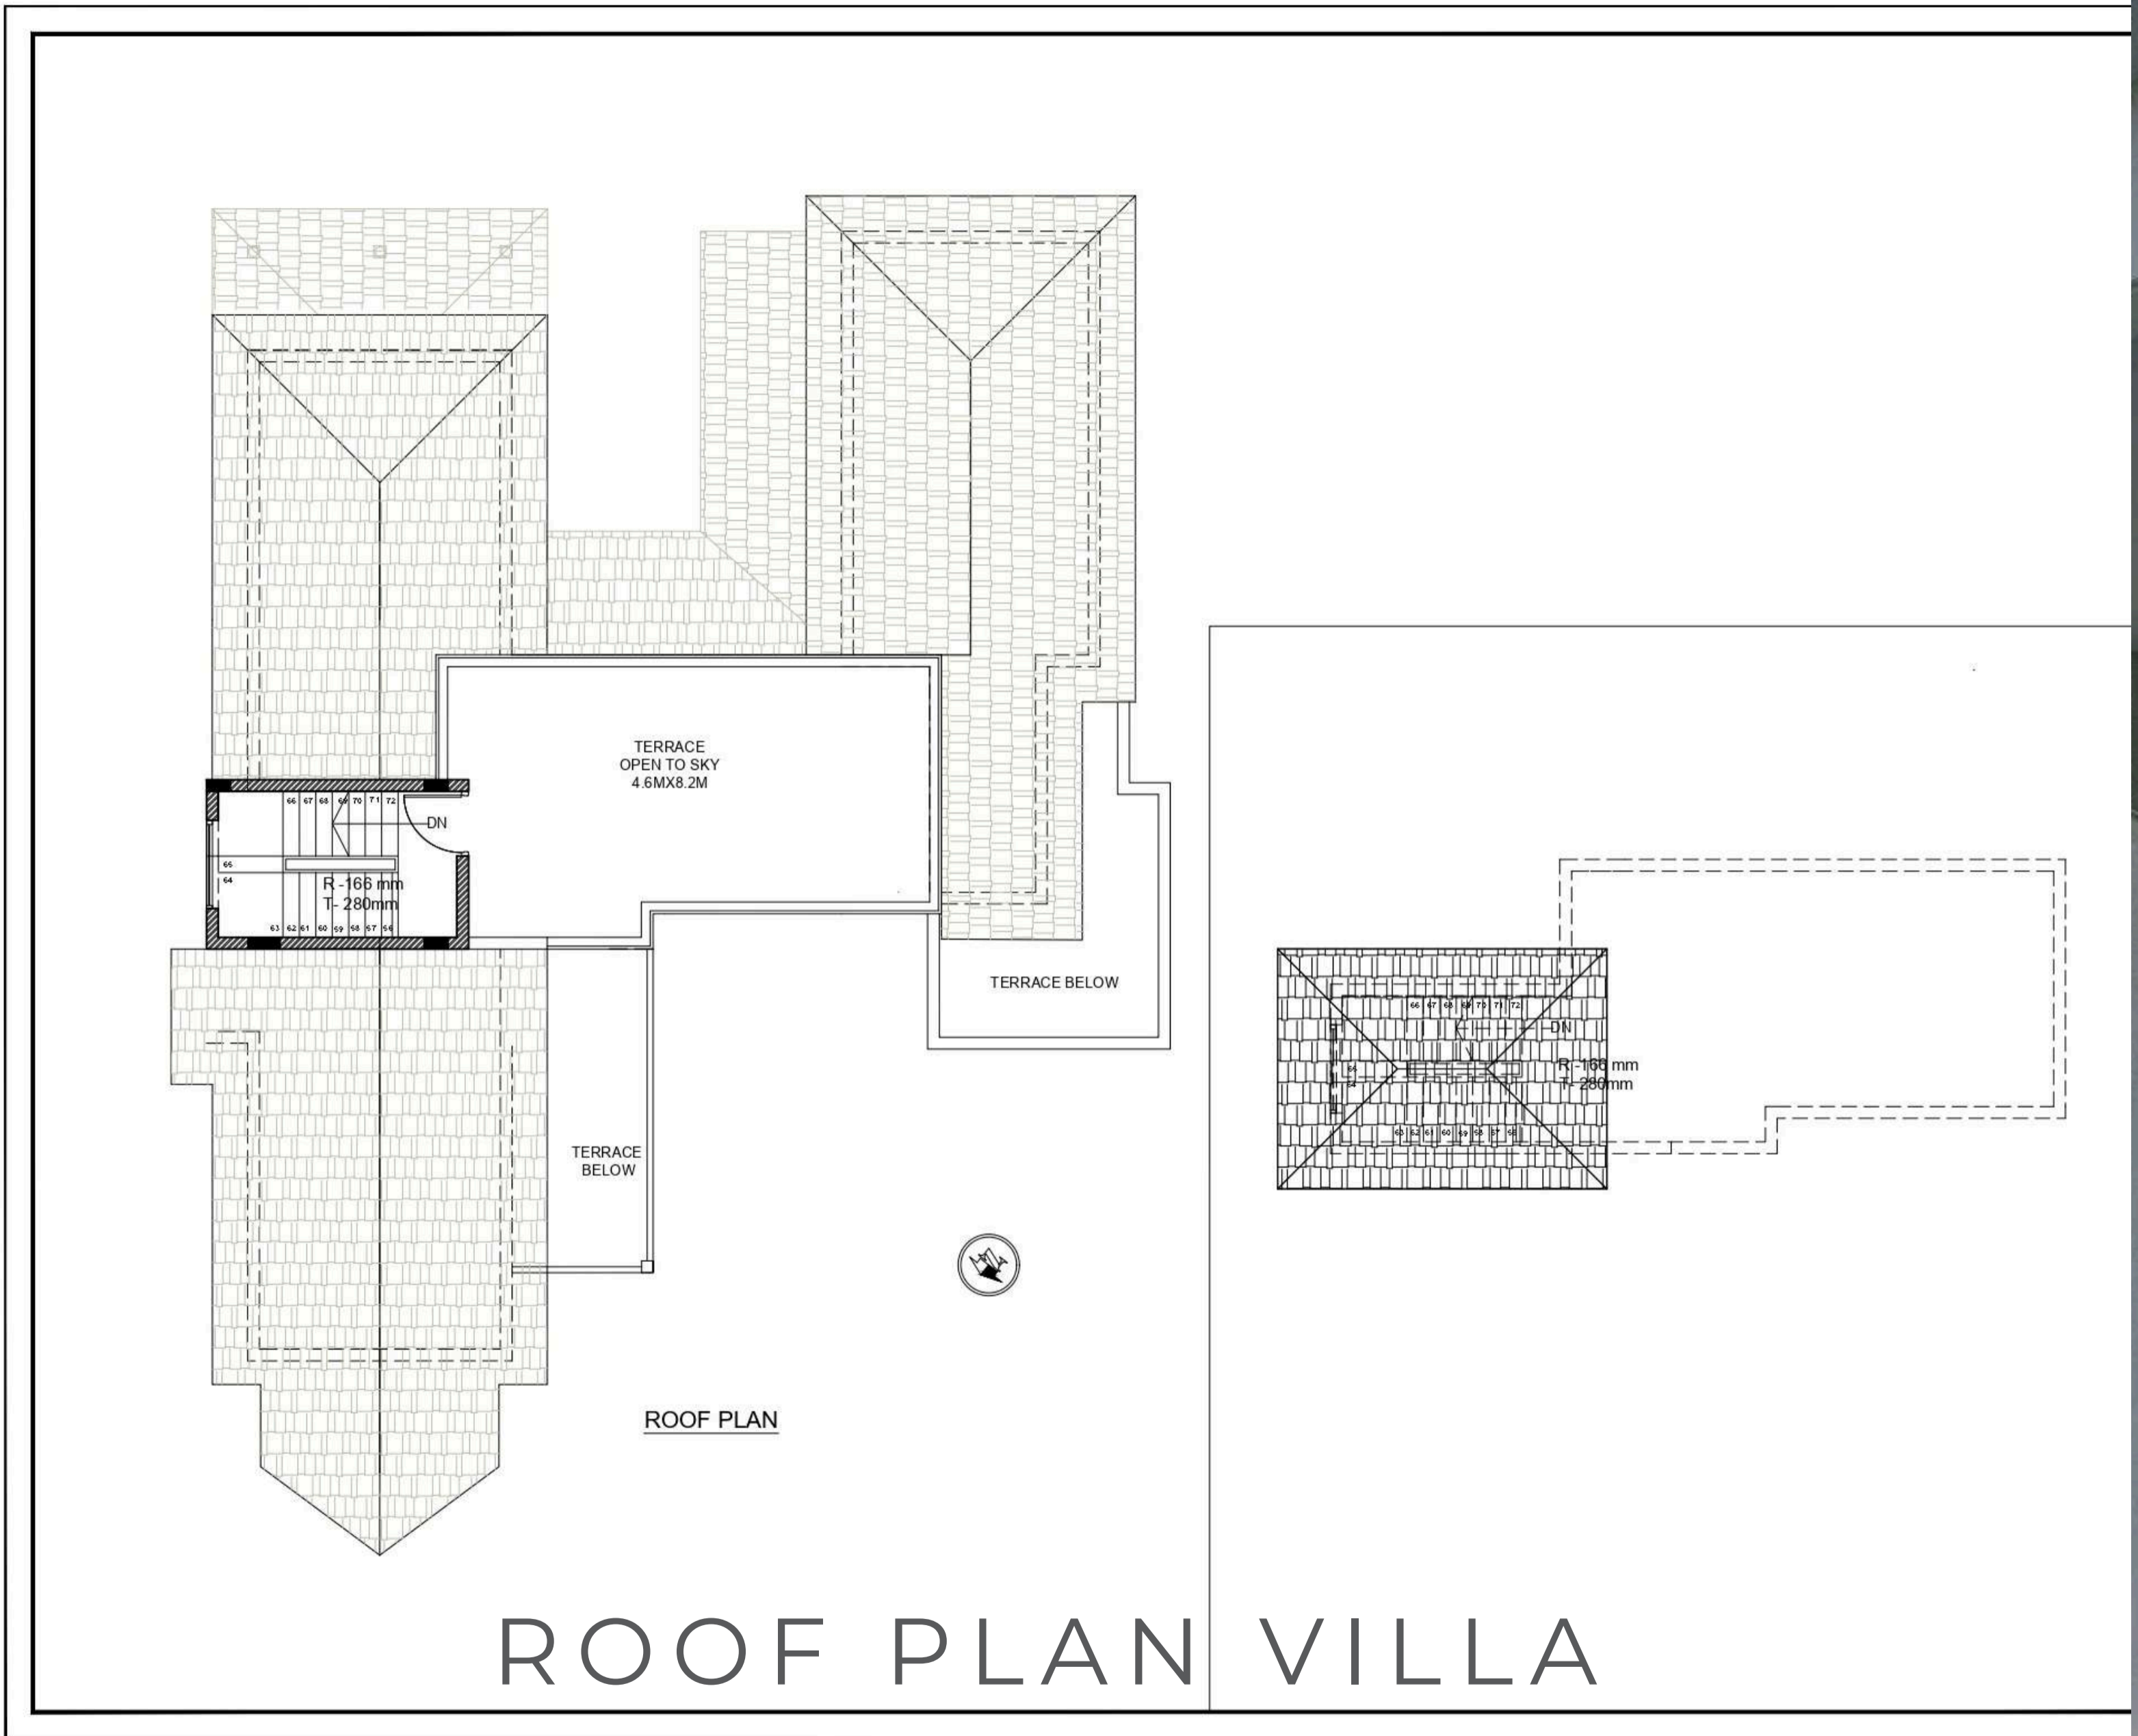 TERRACE
OPEN TO SKY
4.6MX8.2M
66 67 68 69 70 71 72
DN
65
64
R -166 mm
T- 280mm
63 62 61 60 59 58 57 56
TERRACE BELOW
TERRACE
BELOW
66 67 68 69 70 71 72
DN
65
64
R -166 mm
T- 280mm
63 62 61 60 59 58 57 56
ROOF PLAN
ROOF PLAN VILLA